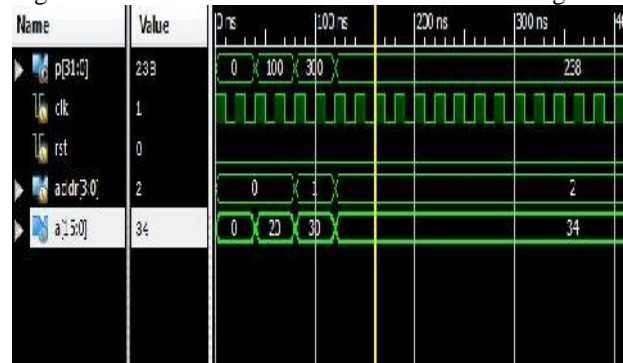 Name Value 0 ns 100 ns 200 ns 300 ns
p[31:0] 238 0 100 300 238
clk 1
rst 0
addr[3:0] 2 0 1 2
a[15:0] 34 0 20 30 34